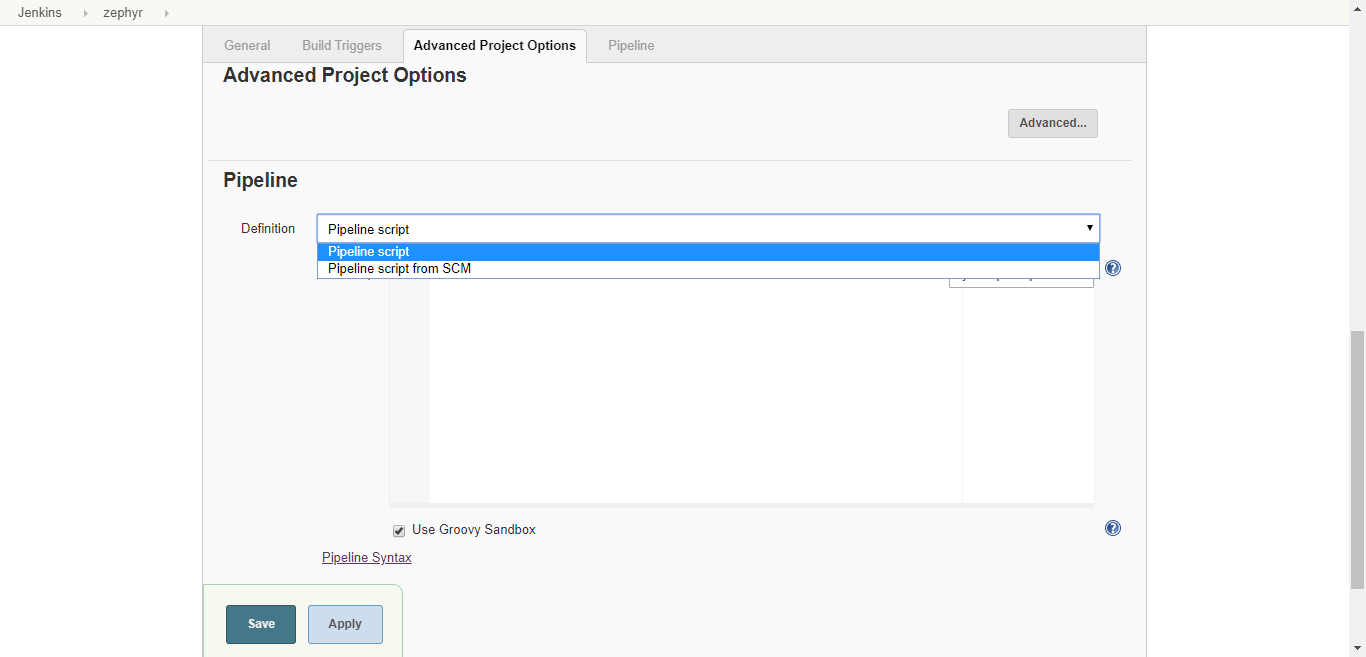 Jenkins zephyr
General Build Triggers Advanced Project Options Pipeline
Advanced Project Options
Advanced...
Pipeline
Definition Pipeline script
Pipeline script
Pipeline script from SCM
Use Groovy Sandbox
Pipeline Syntax
Save Apply